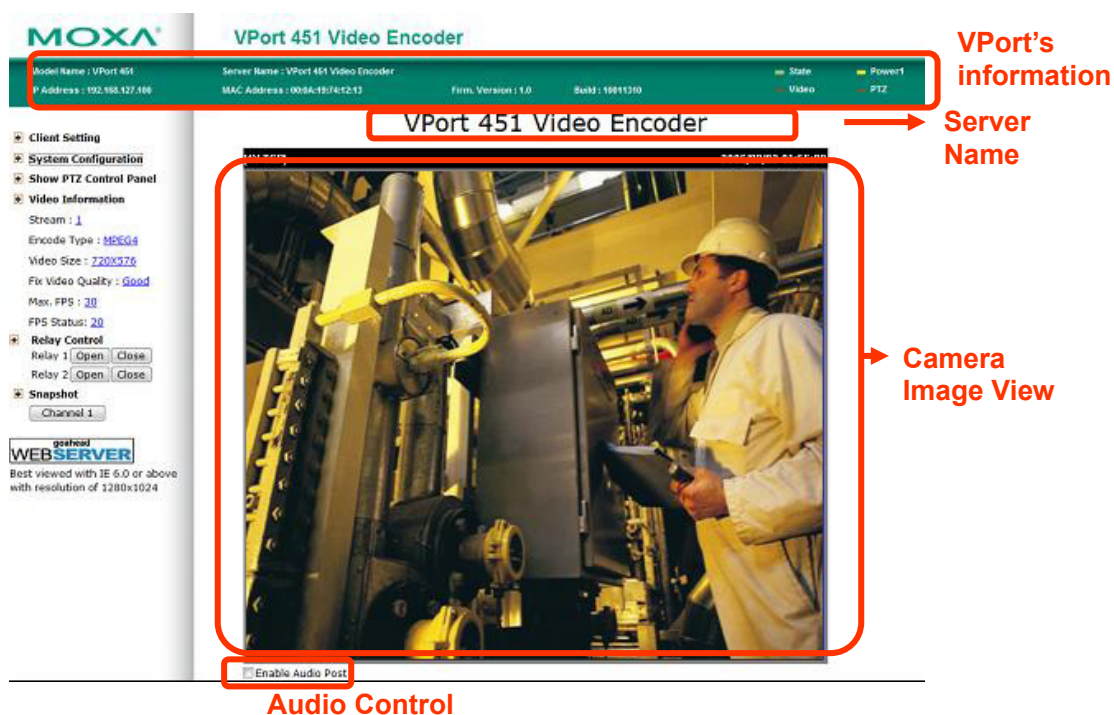 MOXA
VPort 451 Video Encoder
VPort's information
Model Name : VPort 451
Server Name : VPort 451 Video Encoder
State
Power1
IP Address : 192.168.127.100
MAC Address : 00:0A:19:74:12:13
Firm. Version : 1.0
Build : 10011310
Video
PTZ
VPort 451 Video Encoder
Server Name
Client Setting
System Configuration
Show PTZ Control Panel
Video Information
Stream : 1
Encode Type : MPEG4
Video Size : 720X576
Fix Video Quality : Good
Max. FPS : 30
FPS Status: 20
Relay Control
Relay 1 Open Close
Relay 2 Open Close
Snapshot
Channel 1
goahead
WEBSERVER
Best viewed with IE 6.0 or above
with resolution of 1280x1024
Camera
Image View
Enable Audio Post
Audio Control